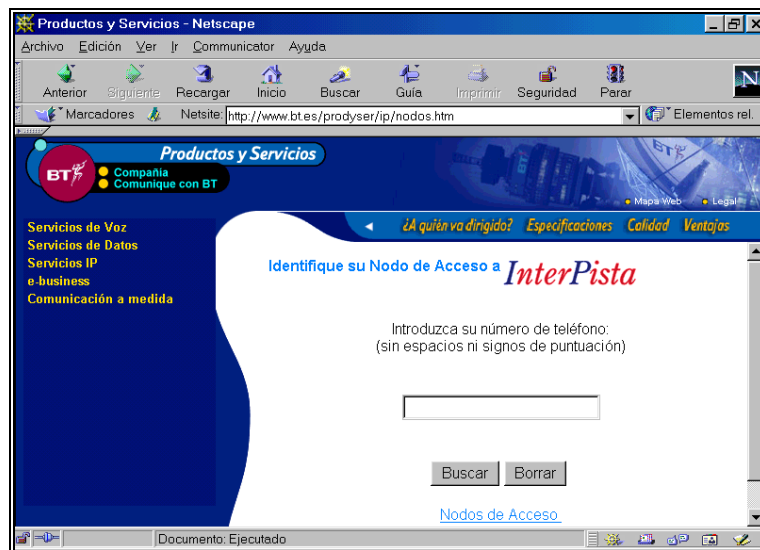 Productos y Servicios - Netscape
Archivo Edición Ver Ir Communicator Ayuda
Anterior Siguiente Recargar Inicio Buscar Guía Imprimir Seguridad Parar
N
Marcadores Netsite: http://www.bt.es/prodyser/ip/nodos.htm Elementos rel.
Productos y Servicios
BT
Compañía
Comunique con BT
BT
Mapa Web Legal
¿A quién va dirigido? Especificaciones Calidad Ventajas
Servicios de Voz
Servicios de Datos
Servicios IP
e-business
Comunicación a medida
Identifique su Nodo de Acceso a InterPista
Introduzca su número de teléfono:
(sin espacios ni signos de puntuación)
Buscar Borrar
Nodos de Acceso
Documento: Ejecutado